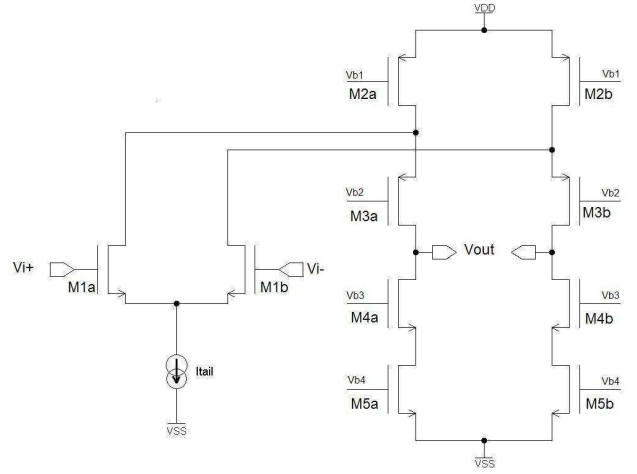 VDD
Vb1
Vb1
M2a
M2b
Vb2
Vb2
M3a
M3b
Vi+
Vi-
Vout
M1a
M1b
Vb3
Vb3
M4a
M4b
Itail
Vb4
Vb4
M5a
M5b
VSS
VSS